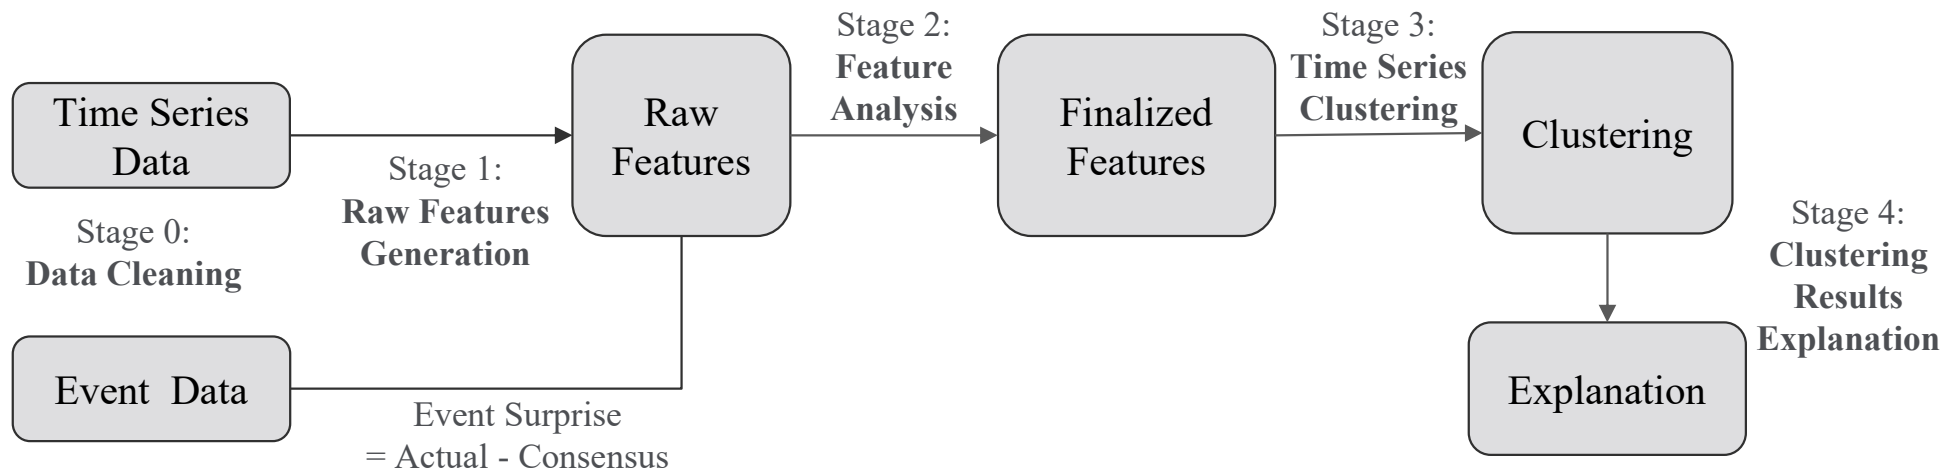 Time Series
Data
Stage 0:
Data Cleaning
Event  Data
Stage 1:
Raw Features
Generation
Event Surprise
= Actual - Consensus
Raw
Features
Stage 2:
Feature
Analysis
Finalized
Features
Stage 3:
Time Series
Clustering
Clustering
Stage 4:
Clustering
Results
Explanation
Explanation